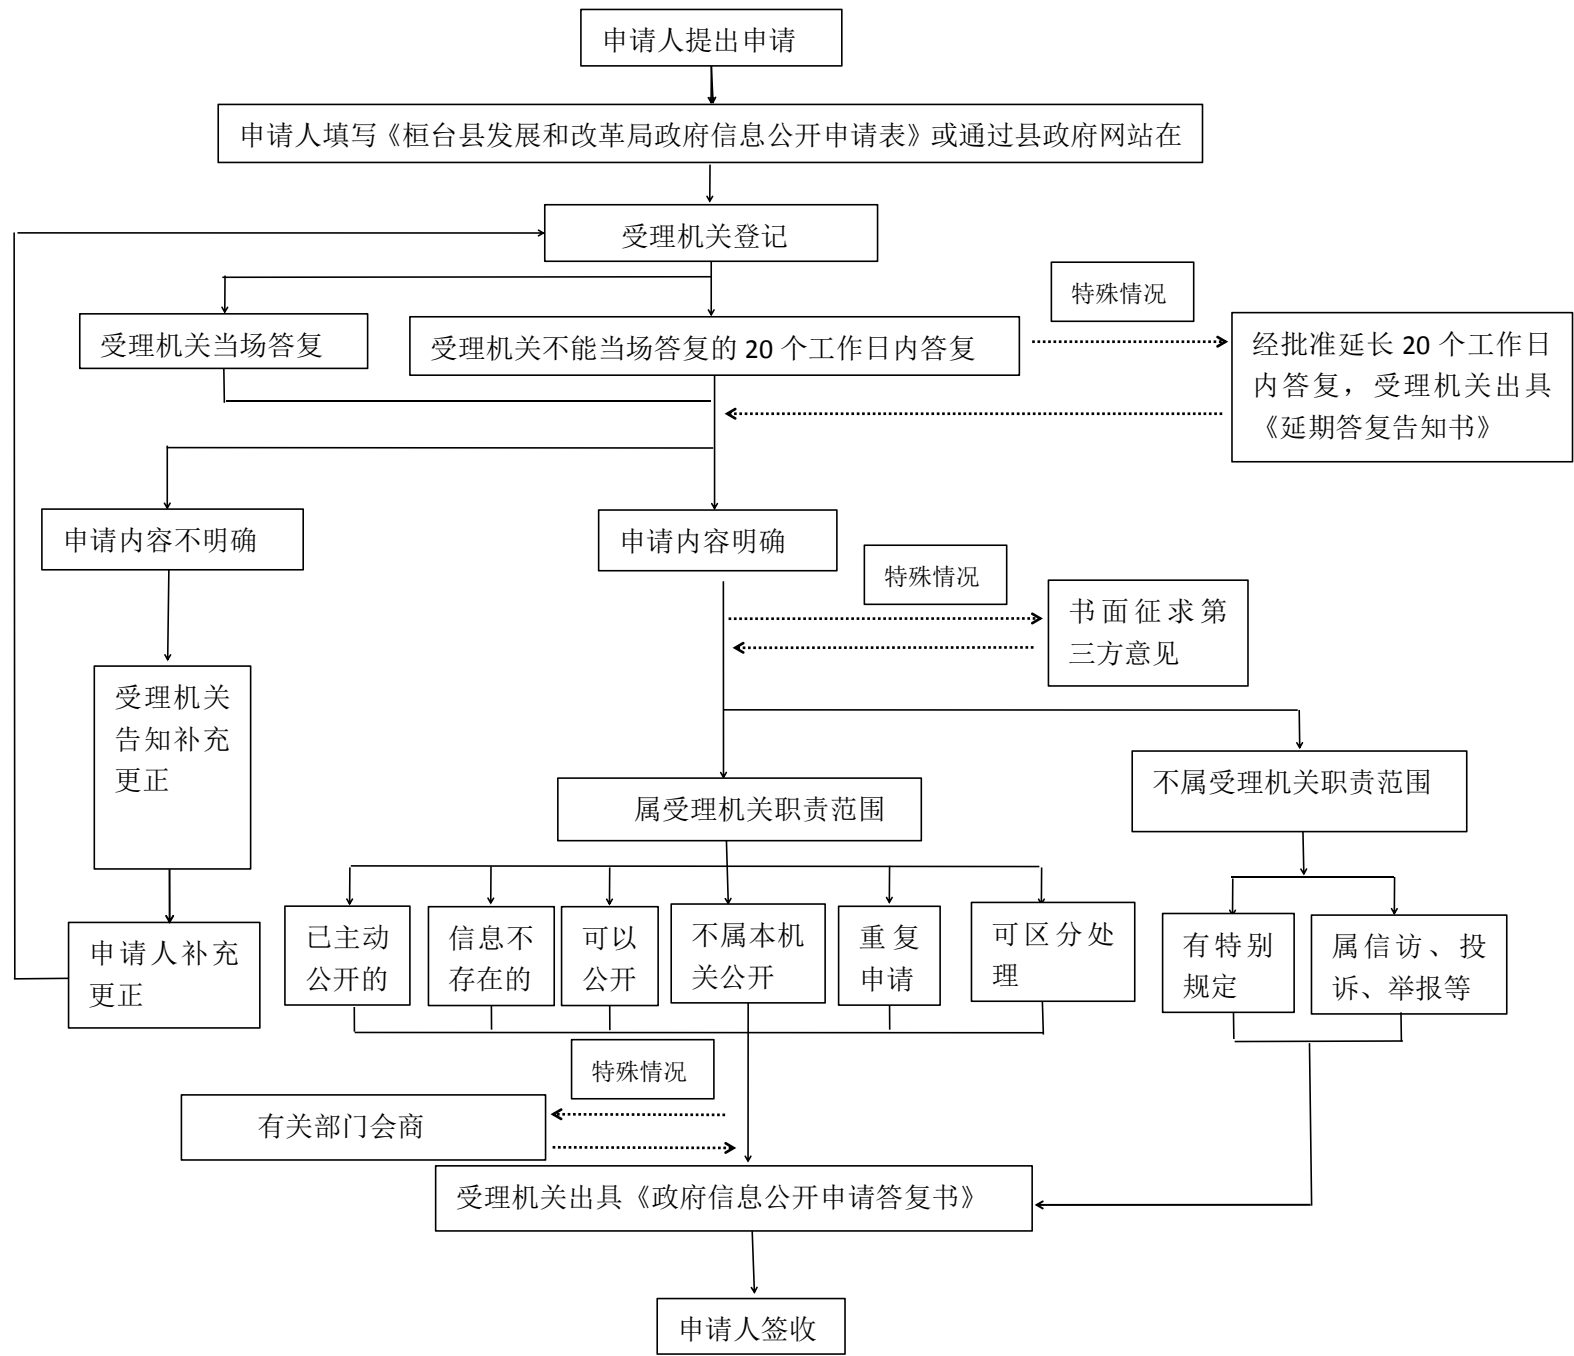 申请人提出申请
申请人填写《桓台县发展和改革局政府信息公开申请表》或通过县政府网站在
受理机关登记
特殊情况
受理机关当场答复
受理机关不能当场答复的 20 个工作日内答复
经批准延长 20 个工作日
内答复，受理机关出具
《延期答复告知书》
申请内容不明确
申请内容明确
特殊情况
书面征求第
三方意见
受理机关
告知补充
更正
属受理机关职责范围
不属受理机关职责范围
申请人补充
更正
已主动
公开的
信息不
存在的
可以
公开
不属本机
关公开
重复
申请
可区分处
理
有特别
规定
属信访、投
诉、举报等
特殊情况
有关部门会商
受理机关出具《政府信息公开申请答复书》
申请人签收